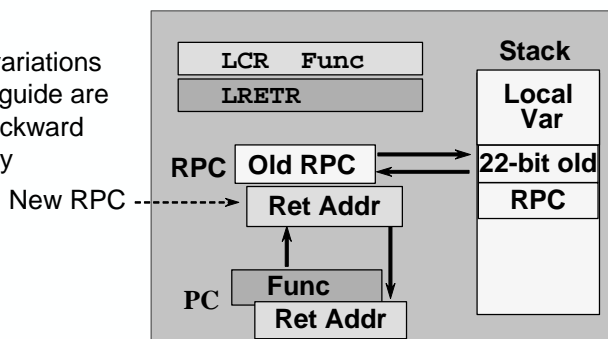 ariations
guide are
ckward
y
New RPC
LCR Func
LRETR
RPC
Old RPC
Ret Addr
PC
Func
Ret Addr
Stack
Local
Var
22-bit old
RPC